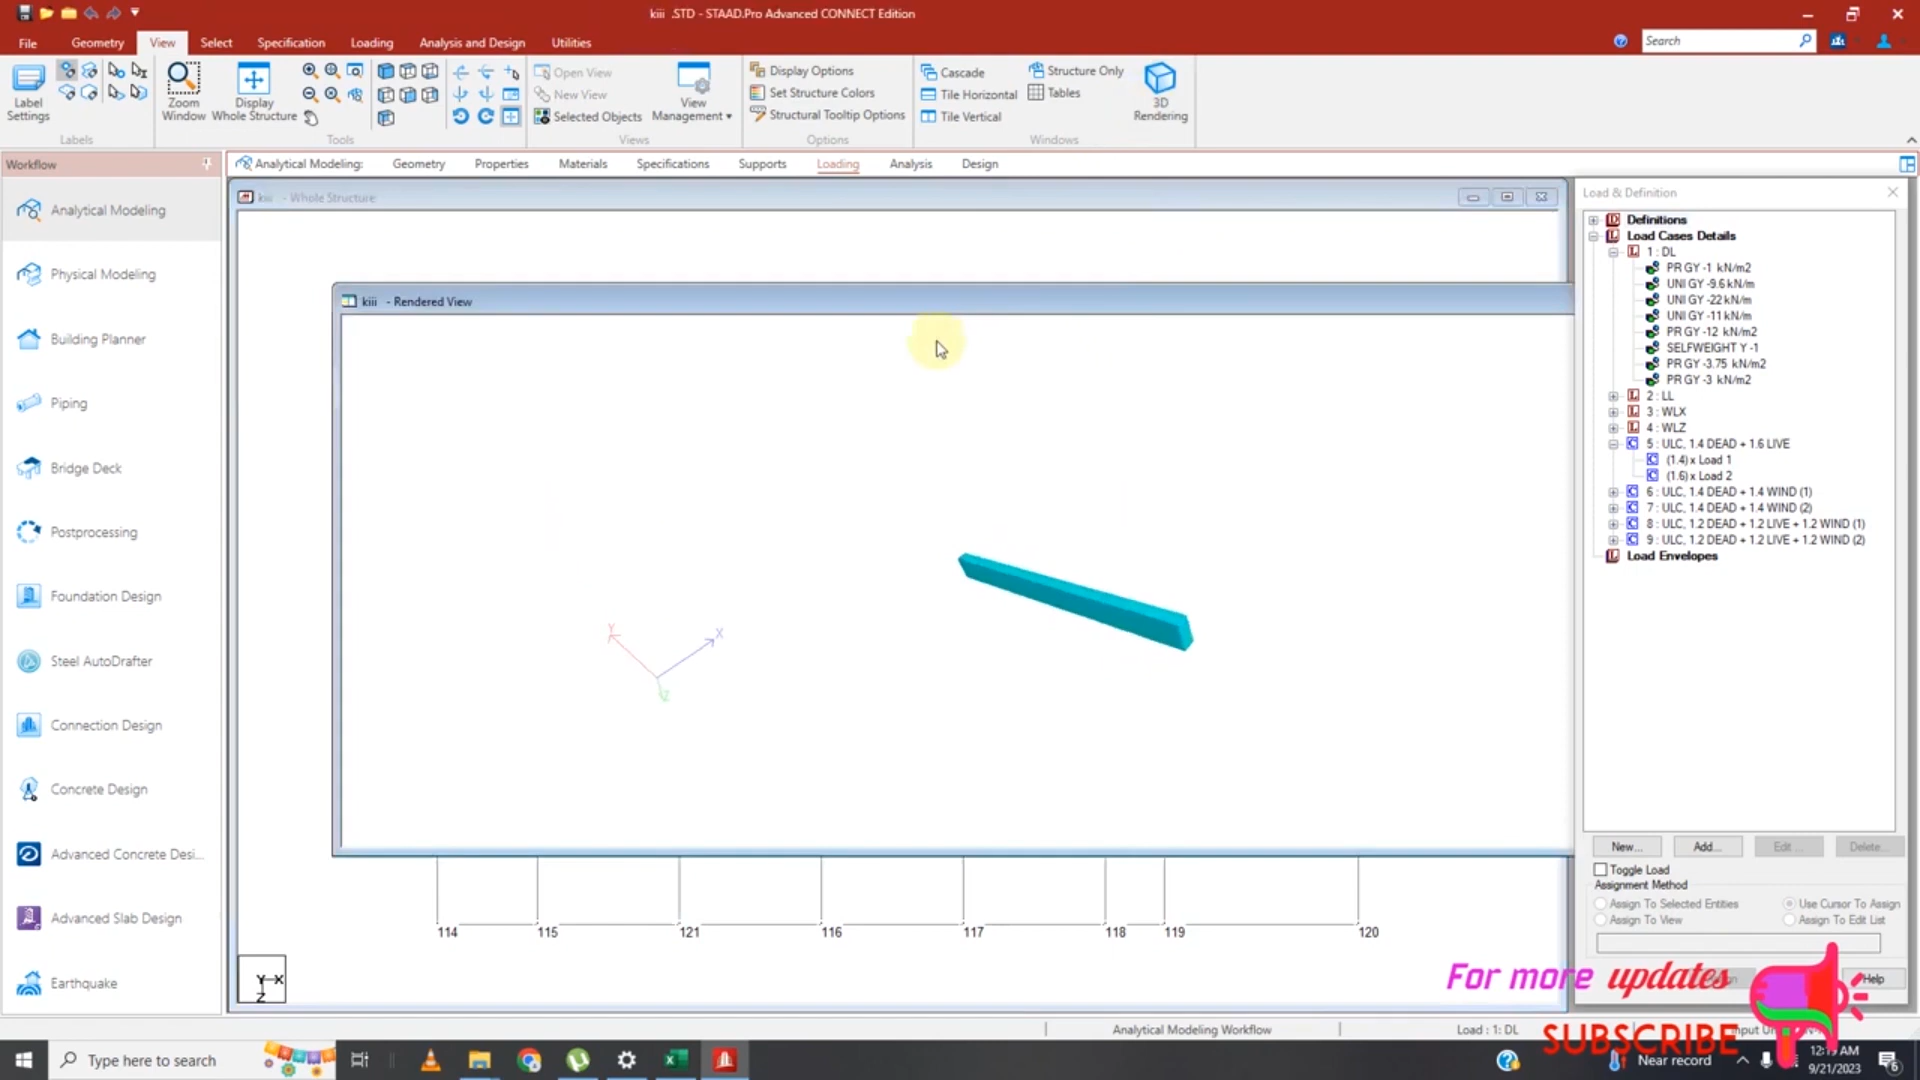 kiii .STD - STAAD.Pro Advanced CONNECT Edition
File Geometry View Select Specification Loading Analysis and Design Utilities Search
Label Settings
Zoom Window
Display Whole Structure
Open View
New View
Selected Objects
View Management
Display Options
Set Structure Colors
Structural Tooltip Options
Cascade
Tile Horizontal
Tile Vertical
Structure Only
Tables
3D Rendering
Labels Tools Views Options Windows
Workflow
Analytical Modeling: Geometry Properties Materials Specifications Supports Loading Analysis Design
Analytical Modeling
Physical Modeling
Building Planner
Piping
Bridge Deck
Postprocessing
Foundation Design
Steel AutoDrafter
Connection Design
Concrete Design
Advanced Concrete Desi...
Advanced Slab Design
Earthquake
kiii - Whole Structure
kiii - Rendered View
Y X
Z
114 115 121 116 117 118 119 120
Y X
Z
Load & Definition
Definitions
Load Cases Details
1 : DL
PR GY -1 kN/m2
UNI GY -9.6 kN/m
UNI GY -22 kN/m
UNI GY -11 kN/m
PR GY -12 kN/m2
SELFWEIGHT Y -1
PR GY -3.75 kN/m2
PR GY -3 kN/m2
2 : LL
3 : WLX
4 : WLZ
5 : ULC, 1.4 DEAD + 1.6 LIVE
(1.4) x Load 1
(1.6) x Load 2
6 : ULC, 1.4 DEAD + 1.4 WIND (1)
7 : ULC, 1.4 DEAD + 1.4 WIND (2)
8 : ULC, 1.2 DEAD + 1.2 LIVE + 1.2 WIND (1)
9 : ULC, 1.2 DEAD + 1.2 LIVE + 1.2 WIND (2)
Load Envelopes
New... Add... Edit... Delete...
Toggle Load
Assignment Method
Assign To Selected Entities Use Cursor To Assign
Assign To View Assign To Edit List
Help
For more updates
SUBSCRIBE
Analytical Modeling Workflow Load : 1: DL
Type here to search
Near record
12:19 AM
9/21/2023
6